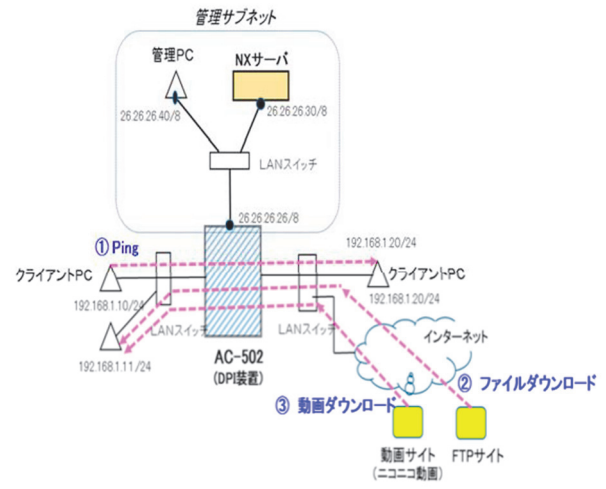 管理サブネット
管理PC
NXサーバ
26.26.26.40/8
26.26.26.30/8
LANスイッチ
26.26.26.26/8
① Ping
192.168.1.20/24
クライアントPC
クライアントPC
192.168.1.10/24
192.168.1.20/24
LANスイッチ
LANスイッチ
インターネット
192.168.1.11/24
AC-502
(DPI装置)
② ファイルダウンロード
③ 動画ダウンロード
動画サイト
(ニコニコ動画)
FTPサイト